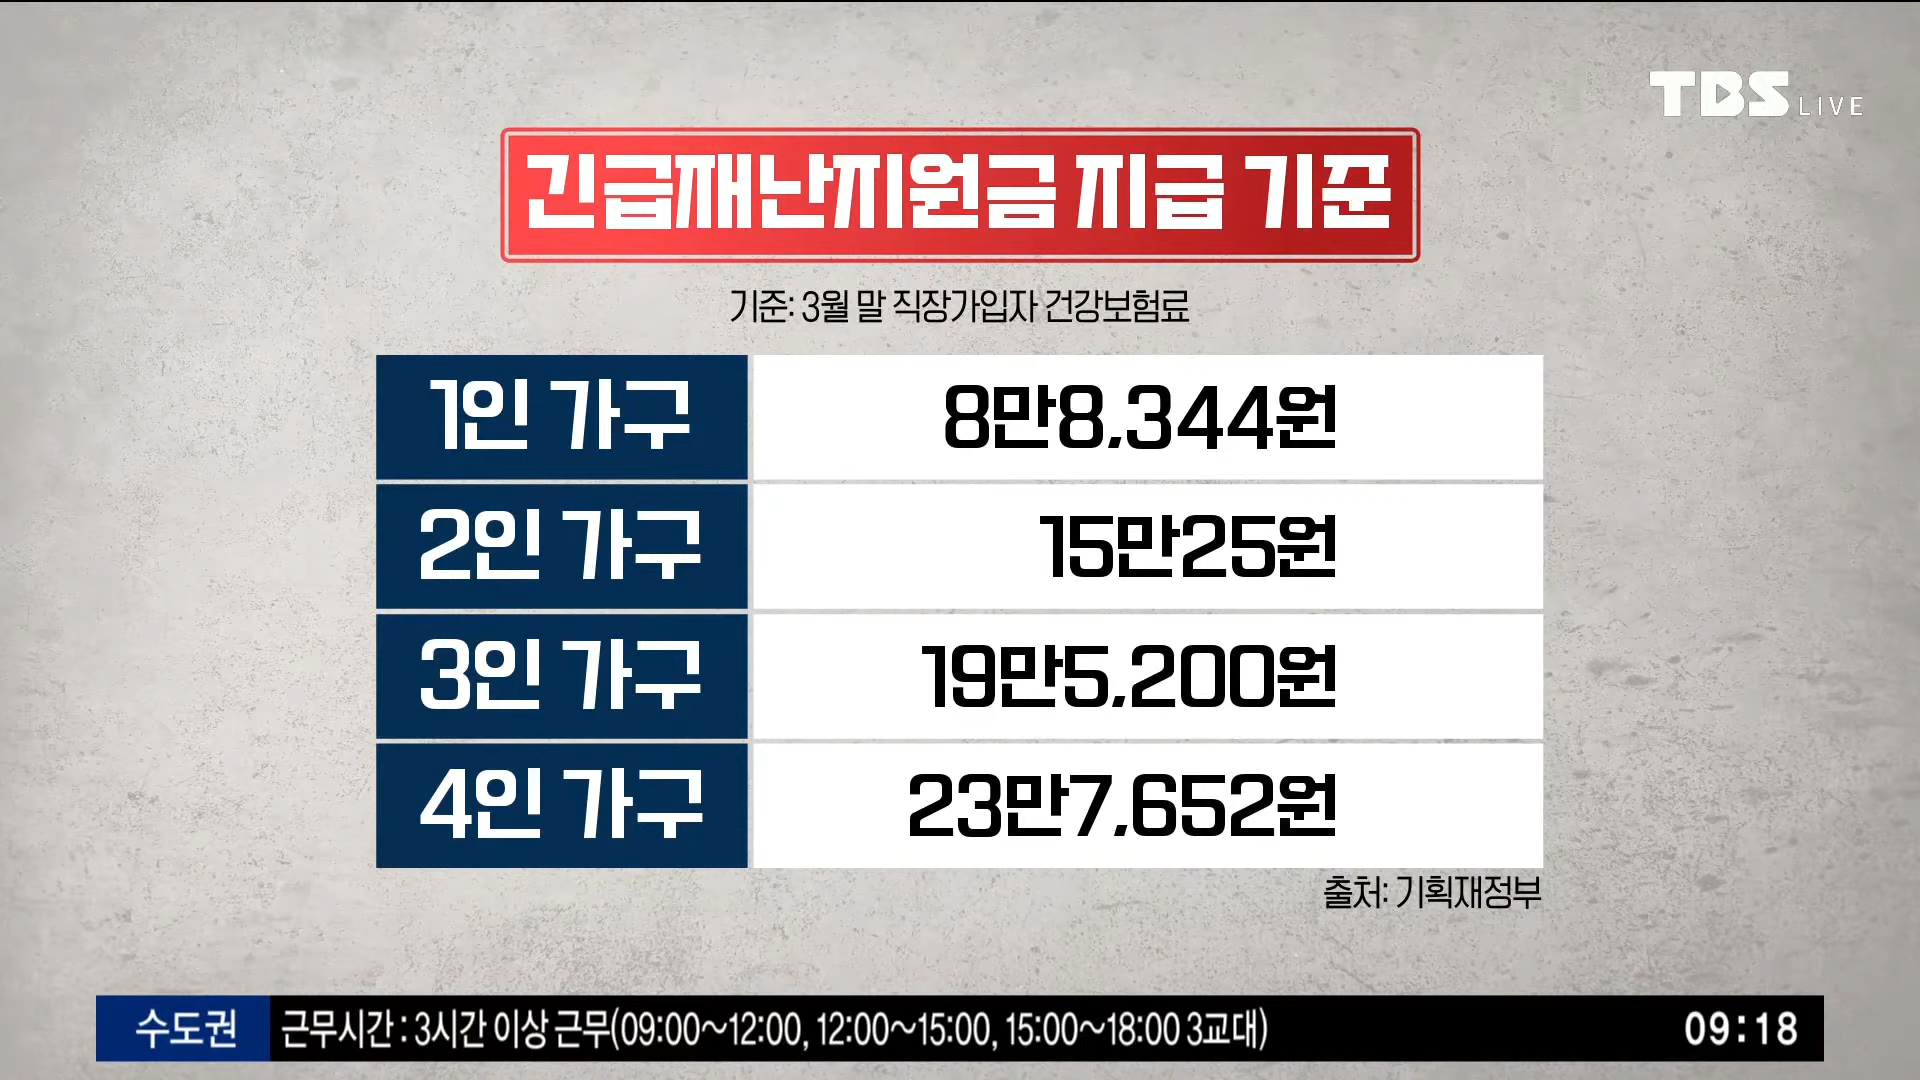 TBS LIVE
긴급재난지원금 지급 기준
기준: 3월 말 직장가입자 건강보험료
1인 가구 8만8,344원
2인 가구 15만25원
3인 가구 19만5,200원
4인 가구 23만7,652원
출처: 기획재정부
수도권 근무시간 : 3시간 이상 근무(09:00~12:00, 12:00~15:00, 15:00~18:00 3교대) 09:18